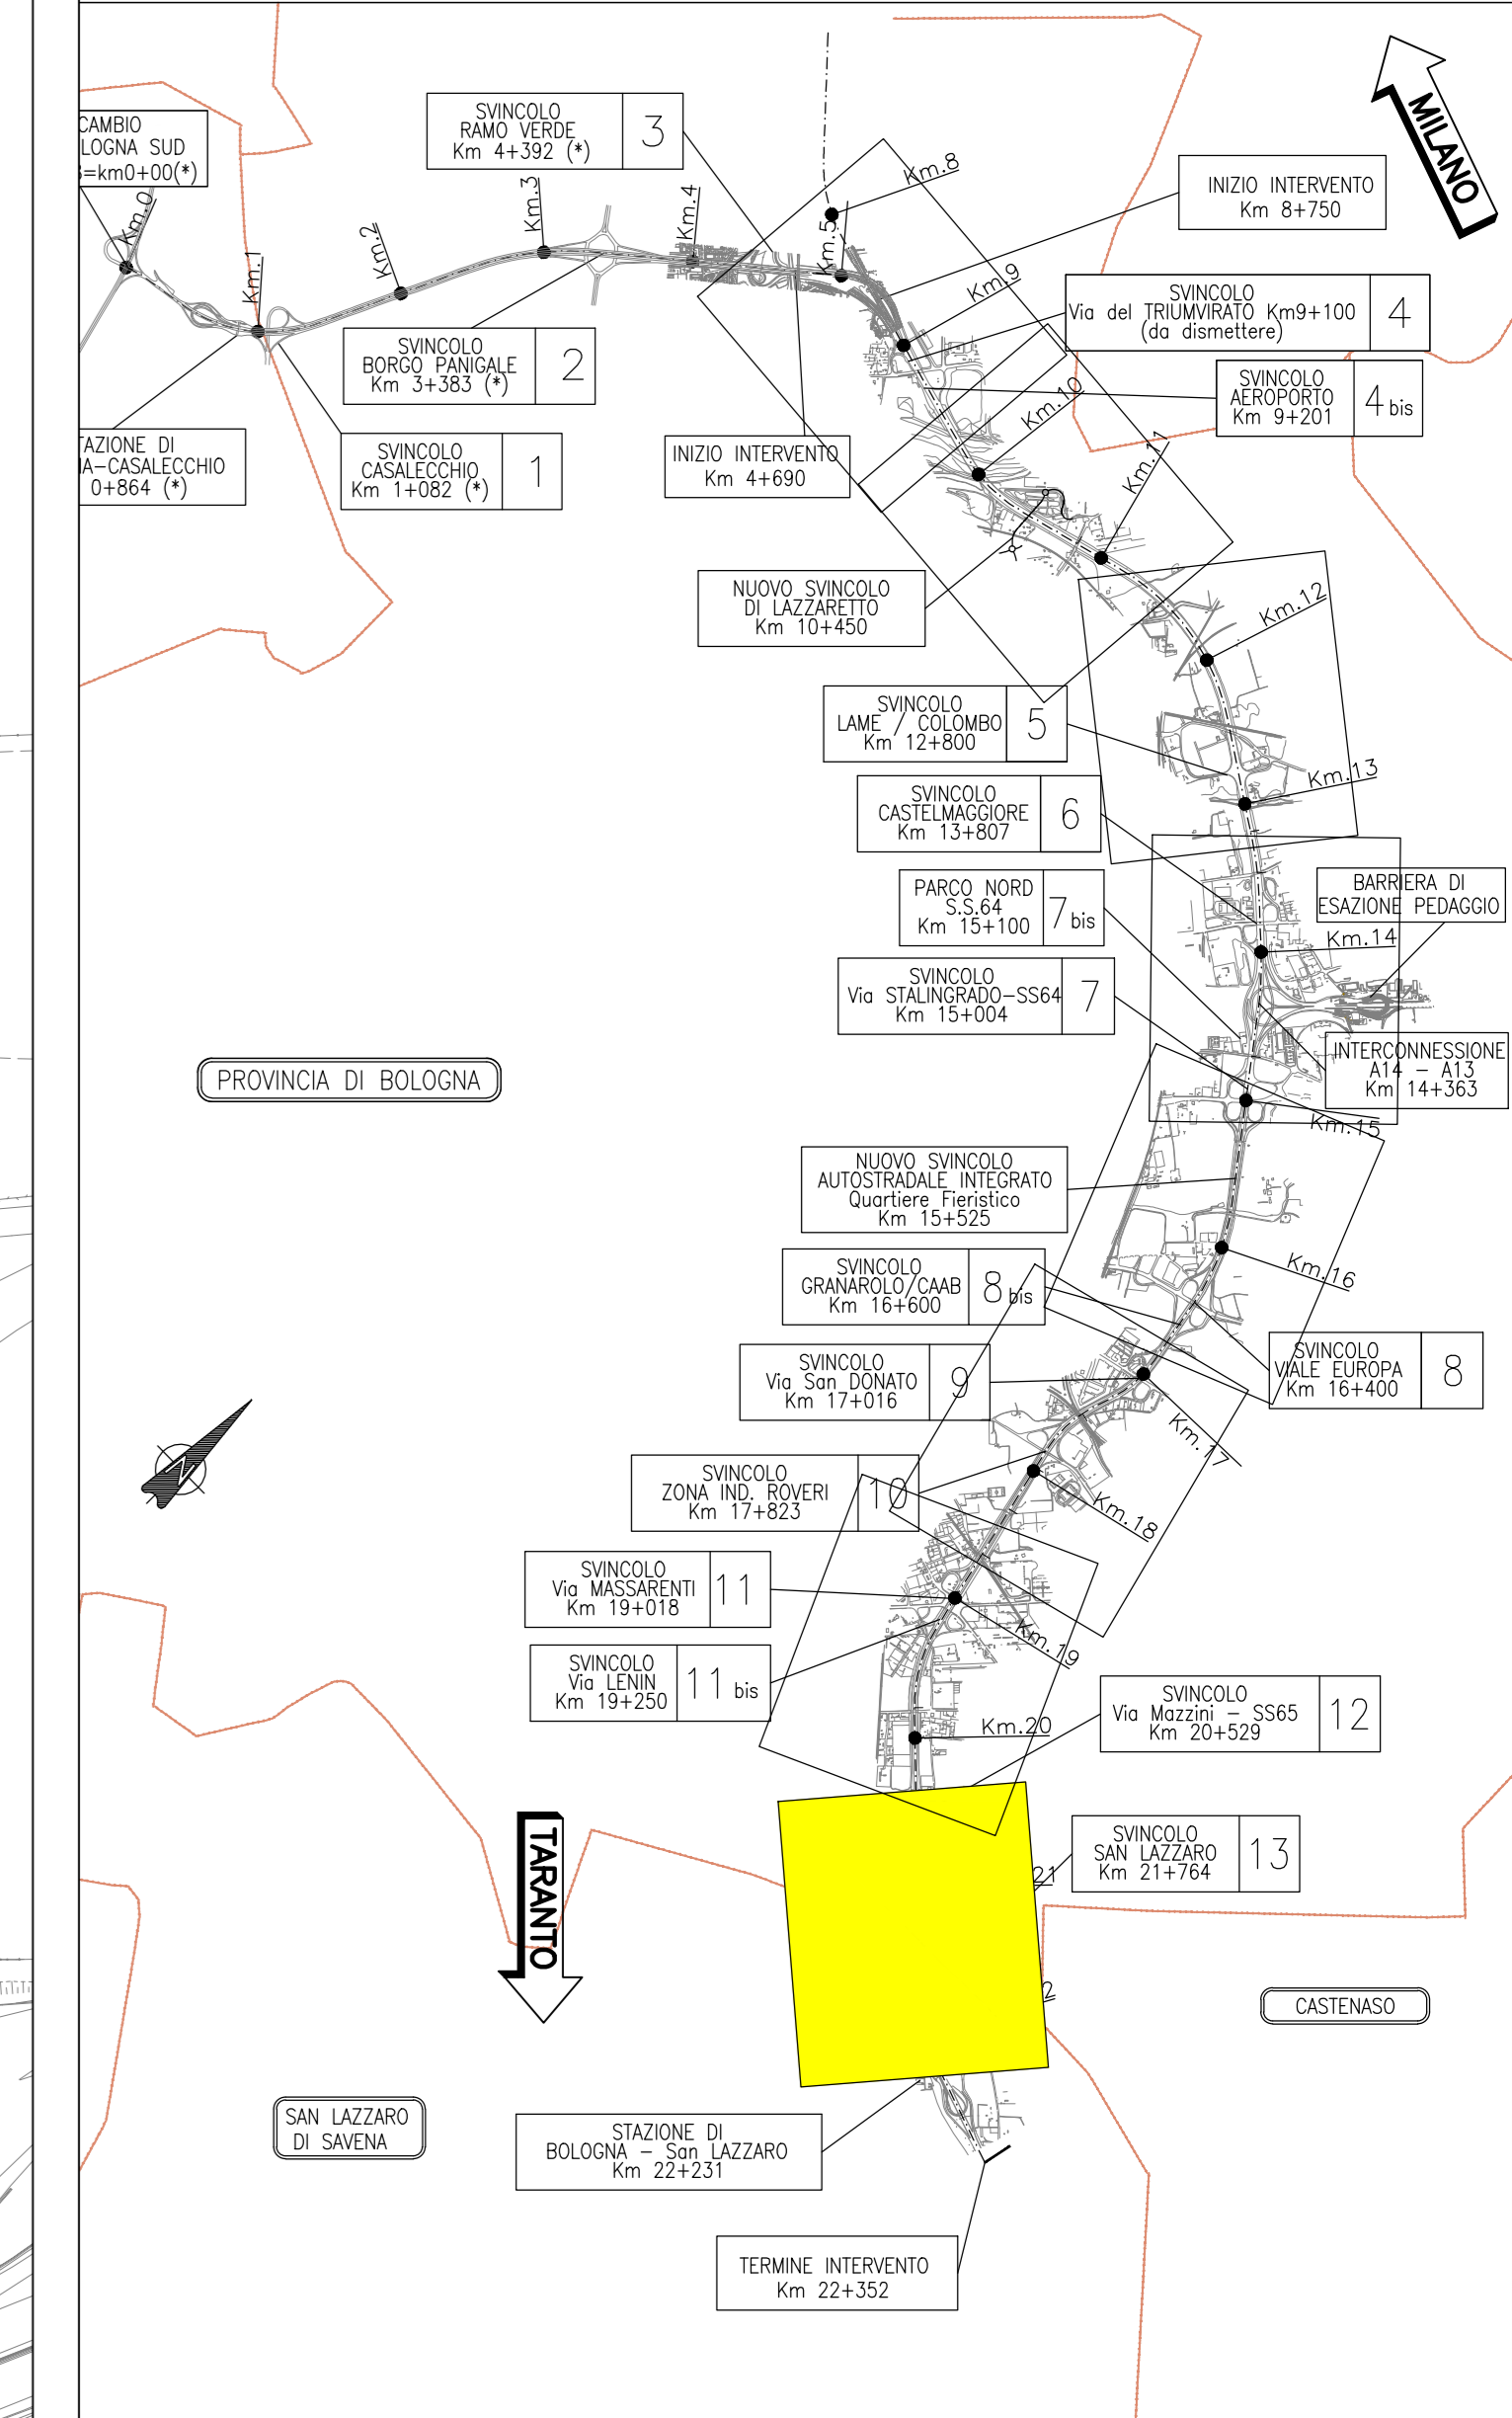 CAMBIO
LOGNA SUD
=km0+00(*)
SVINCOLO
RAMO VERDE
Km 4+392 (*)
3
MILANO
INIZIO INTERVENTO
Km 8+750
Km.0
Km.1
Km.2
Km.3
Km.4
Km.5
Km.8
Km.9
SVINCOLO
Via del TRIUMVIRATO Km9+100
(da dismettere)
4
SVINCOLO
BORGO PANIGALE
Km 3+383 (*)
2
SVINCOLO
AEROPORTO
Km 9+201
4 bis
Km.10
TAZIONE DI
NA-CASALECCHIO
0+864 (*)
SVINCOLO
CASALECCHIO
Km 1+082 (*)
1
INIZIO INTERVENTO
Km 4+690
Km.11
NUOVO SVINCOLO
DI LAZZARETTO
Km 10+450
Km.12
SVINCOLO
LAME / COLOMBO
Km 12+800
5
Km.13
SVINCOLO
CASTELMAGGIORE
Km 13+807
6
BARRIERA DI
ESAZIONE PEDAGGIO
PARCO NORD
S.S.64
Km 15+100
7 bis
Km.14
SVINCOLO
Via STALINGRADO-SS64
Km 15+004
7
INTERCONNESSIONE
A14 - A13
Km 14+363
PROVINCIA DI BOLOGNA
Km.15
NUOVO SVINCOLO
AUTOSTRADALE INTEGRATO
Quartiere Fieristico
Km 15+525
Km.16
SVINCOLO
GRANAROLO/CAAB
Km 16+600
8 bis
SVINCOLO
VIALE EUROPA
Km 16+400
8
SVINCOLO
Via San DONATO
Km 17+016
9
Km.17
N
SVINCOLO
ZONA IND. ROVERI
Km 17+823
10
Km.18
SVINCOLO
Via MASSARENTI
Km 19+018
11
Km.19
SVINCOLO
Via LENIN
Km 19+250
11 bis
SVINCOLO
Via Mazzini - SS65
Km 20+529
12
Km.20
SVINCOLO
SAN LAZZARO
Km 21+764
13
21
TARANTO
2
CASTENASO
SAN LAZZARO
DI SAVENA
STAZIONE DI
BOLOGNA - San LAZZARO
Km 22+231
TERMINE INTERVENTO
Km 22+352